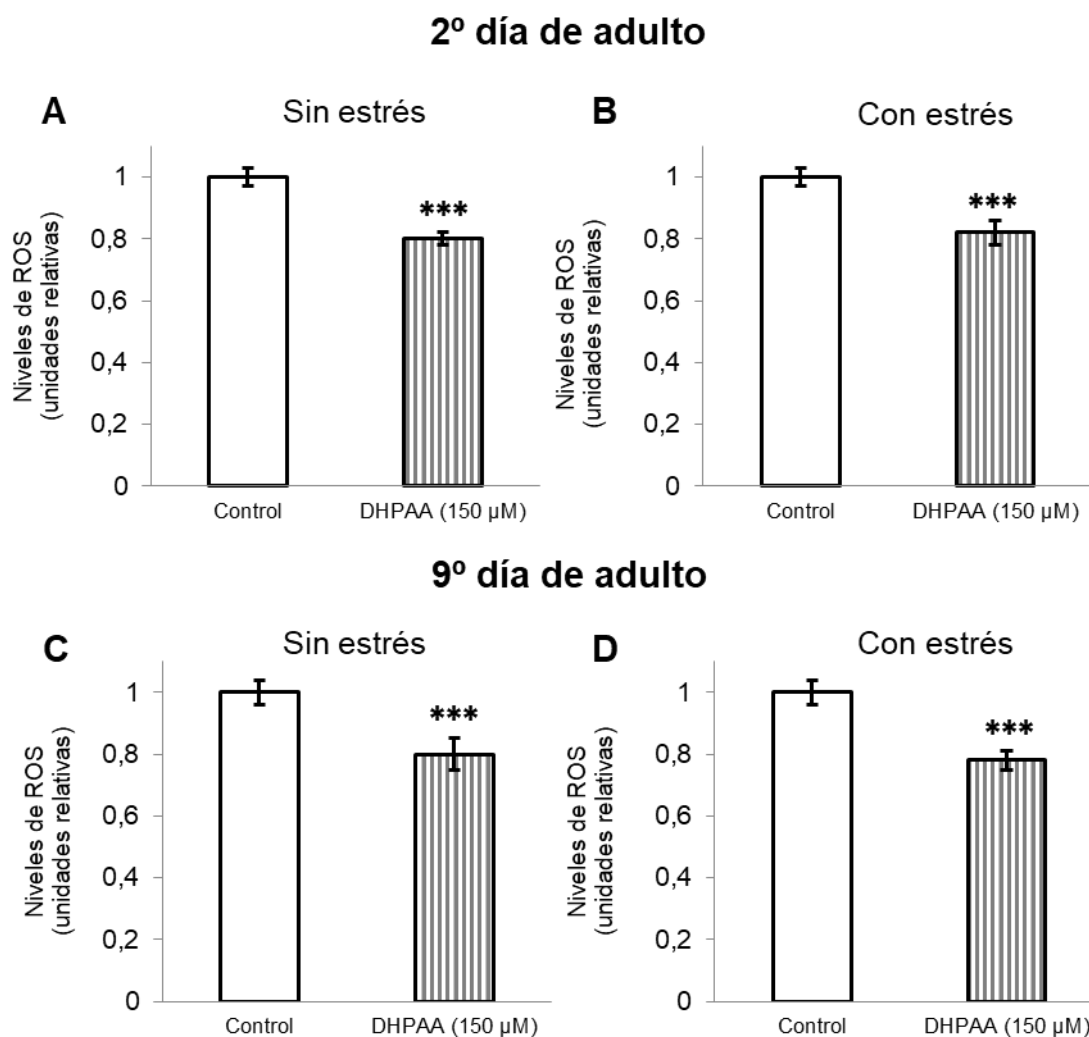 2º día de adulto
A
Sin estrés
Niveles de ROS
(unidades relativas)
1
0,8
0,6
0,4
0,2
0
***
Control
DHPAA (150 µM)
B
Con estrés
Niveles de ROS
(unidades relativas)
1
0,8
0,6
0,4
0,2
0
***
Control
DHPAA (150 µM)
9º día de adulto
C
Sin estrés
Niveles de ROS
(unidades relativas)
1
0,8
0,6
0,4
0,2
0
***
Control
DHPAA (150 µM)
D
Con estrés
Niveles de ROS
(unidades relativas)
1
0,8
0,6
0,4
0,2
0
***
Control
DHPAA (150 µM)